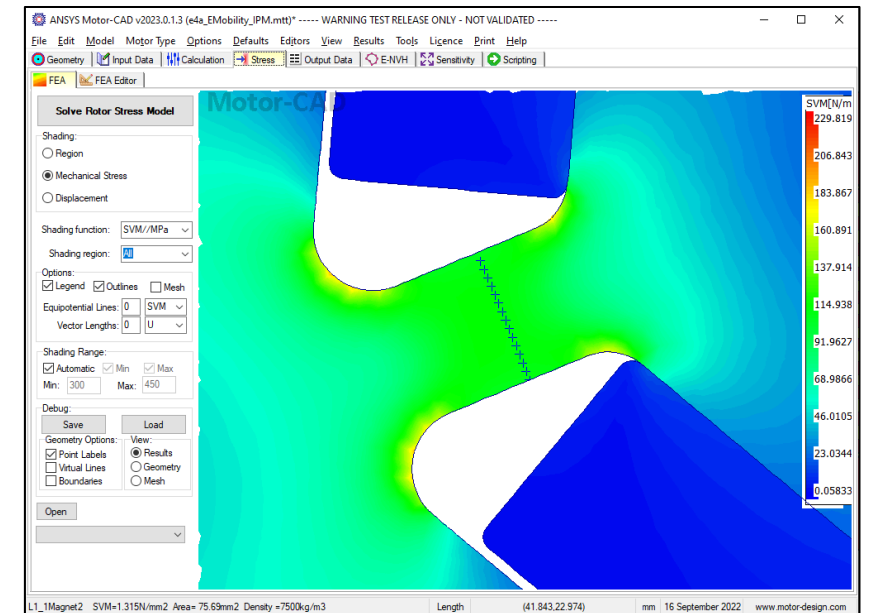 ANSYS Motor-CAD v2023.0.1.3 (e4a_EMobility_IPM.mtt)* ----- WARNING TEST RELEASE ONLY - NOT VALIDATED -----
File Edit Model Motor Type Options Defaults Editors View Results Tools Licence Print Help
Geometry Input Data Calculation Stress Output Data E-NVH Sensitivity Scripting
FEA FEA Editor
Solve Rotor Stress Model
Shading:
Region
Mechanical Stress
Displacement
Shading function: SVM//MPa
Shading region: All
Options:
Legend Outlines Mesh
Equipotential Lines: 0 SVM
Vector Lengths: 0 U
Shading Range:
Automatic Min Max
Min: 300 Max: 450
Debug:
Save Load
Geometry Options: View:
Point Labels Results
Virtual Lines Geometry
Boundaries Mesh
Open
Motor-CAD
SVM[N/m
229.819
206.843
183.867
160.891
137.914
114.938
91.9627
68.9866
46.0105
23.0344
0.05833
L1_1Magnet2 SVM=1.315N/mm2 Area= 75.69mm2 Density =7500kg/m3 Length (41.843,22.974) mm 16 September 2022 www.motor-design.com